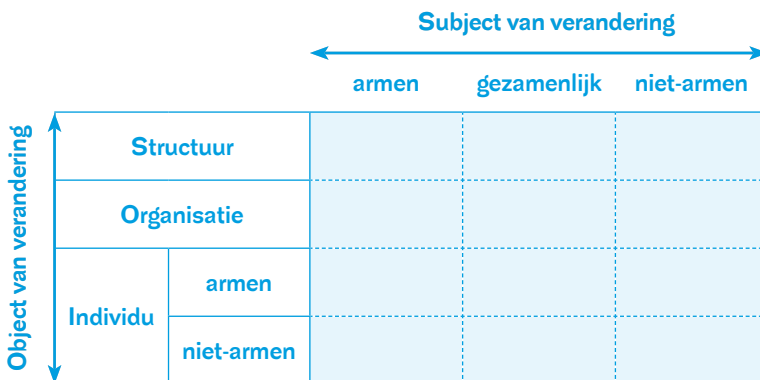 Subject van verandering
armen gezamenlijk niet-armen
Object van verandering
Structuur
Organisatie
Individu
armen
niet-armen